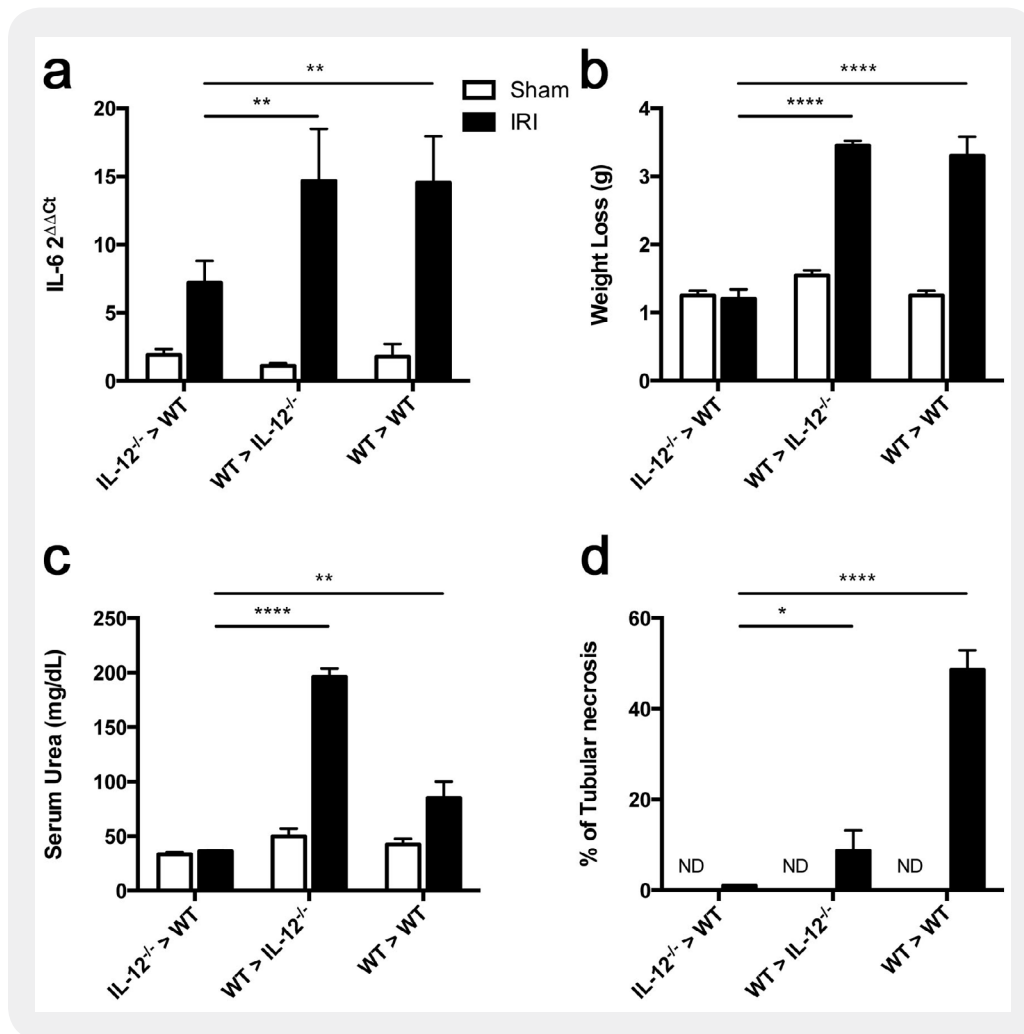 a
**
**
Sham
IRI
20
15
10
5
0
IL-6 2^ΔΔCt
IL-12-/- > WT
WT > IL-12-/-
WT > WT
b
****
****
4
3
2
1
0
Weight Loss (g)
IL-12-/- > WT
WT > IL-12-/-
WT > WT
c
**
****
250
200
150
100
50
0
Serum Urea (mg/dL)
IL-12-/- > WT
WT > IL-12-/-
WT > WT
d
****
*
60
40
20
0
% of Tubular necrosis
ND
ND
ND
IL-12-/- > WT
WT > IL-12-/-
WT > WT